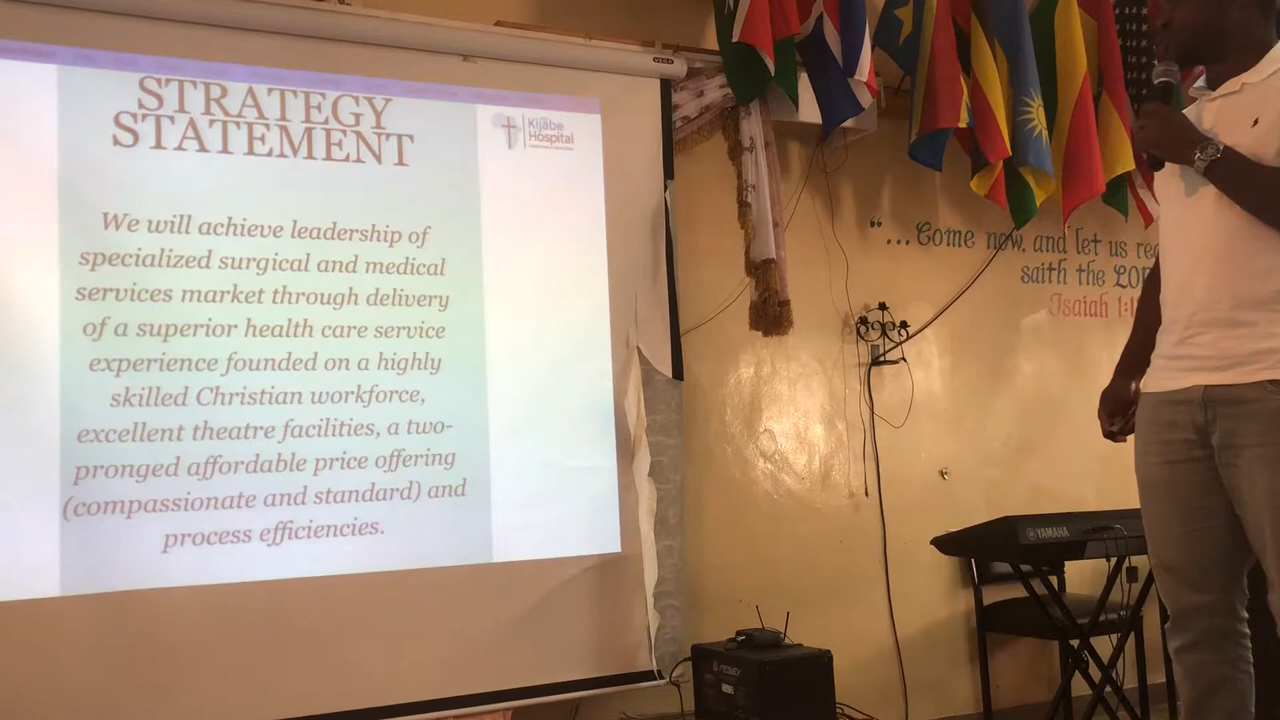 STRATEGY
STATEMENT
Kijabe
Hospital
We will achieve leadership of
specialized surgical and medical
services market through delivery
of a superior health care service
experience founded on a highly
skilled Christian workforce,
excellent theatre facilities, a two-
pronged affordable price offering
(compassionate and standard) and
process efficiencies.
VEGA
“...Come now, and let us rea
saith the LOR
Isaiah 1:1
YAMAHA